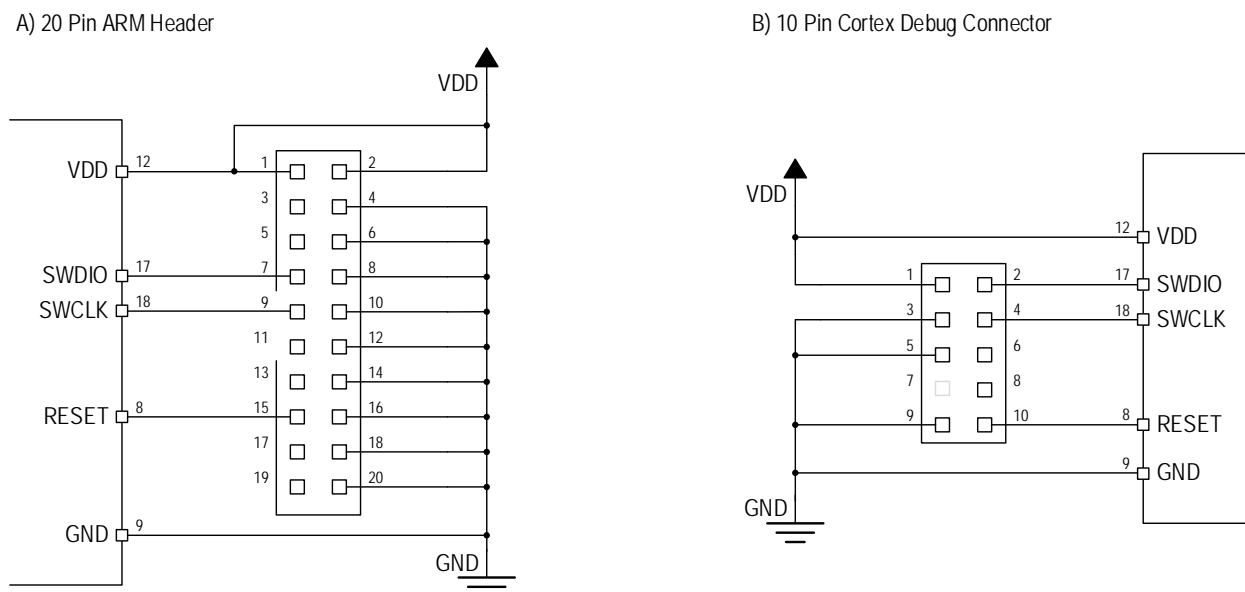 A) 20 Pin ARM Header
VDD
VDD 12 1 2
3 4
5 6
SWDIO 17 7 8
SWCLK 18 9 10
11 12
13 14
RESET 8 15 16
17 18
19 20
GND 9
GND
B) 10 Pin Cortex Debug Connector
VDD
12 VDD
1 2 17 SWDIO
3 4 18 SWCLK
5 6
7 8
9 10 8 RESET
9 GND
GND